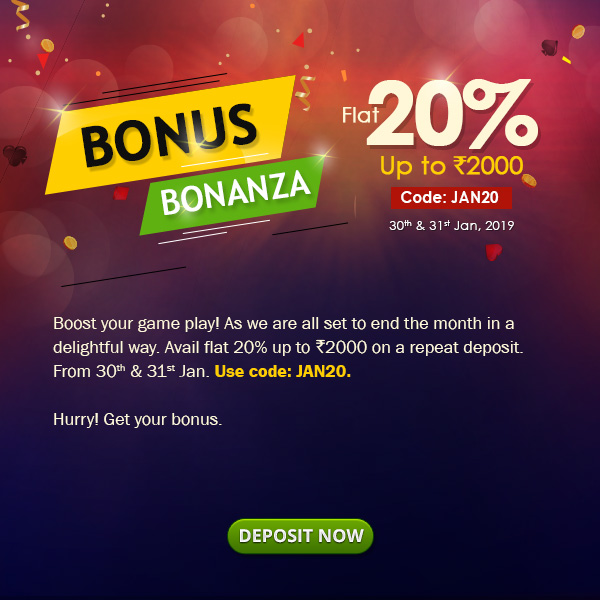 BONUS
BONANZA
Flat 20%
Up to ₹2000
Code: JAN20
30th & 31st Jan, 2019
Boost your game play! As we are all set to end the month in a
delightful way. Avail flat 20% up to ₹2000 on a repeat deposit.
From 30th & 31st Jan. Use code: JAN20.
Hurry! Get your bonus.
DEPOSIT NOW